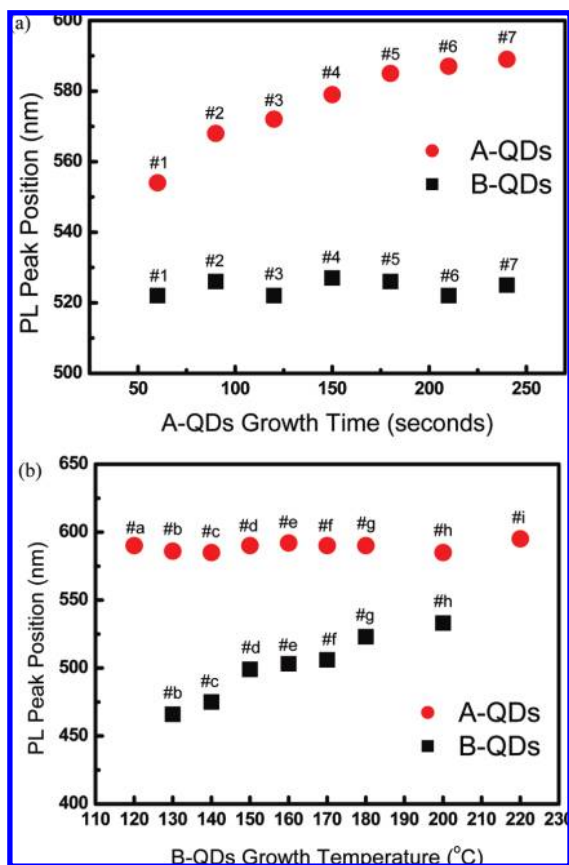 (a)
600
580
560
540
520
500
PL Peak Position (nm)
#1
#2
#3
#4
#5
#6
#7
A-QDs
B-QDs
#1
#2
#3
#4
#5
#6
#7
50 100 150 200 250
A-QDs Growth Time (seconds)
(b)
650
600
550
500
450
400
PL Peak Position (nm)
#a #b #c #d #e #f #g #h #i
#b #c #d #e #f #g #h
A-QDs
B-QDs
110 120 130 140 150 160 170 180 190 200 210 220 230
B-QDs Growth Temperature (°C)